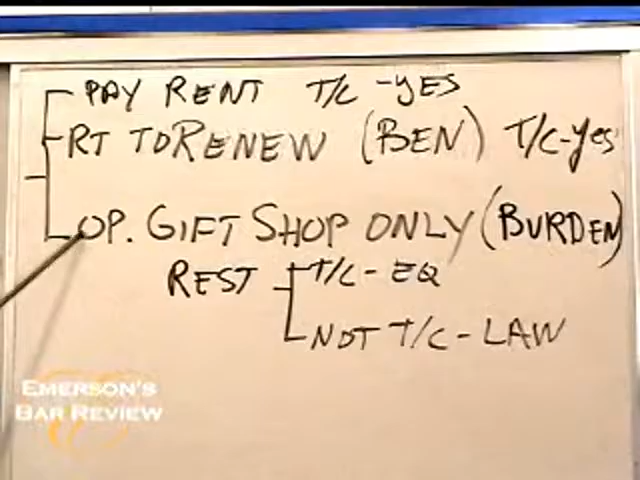 PAY RENT T/C -YES
RT TO RENEW (BEN) T/C-Yes
OP. GIFT SHOP ONLY (BURDEN)
REST T/C - EQ
NOT T/C - LAW
EMERSON'S
BAR REVIEW